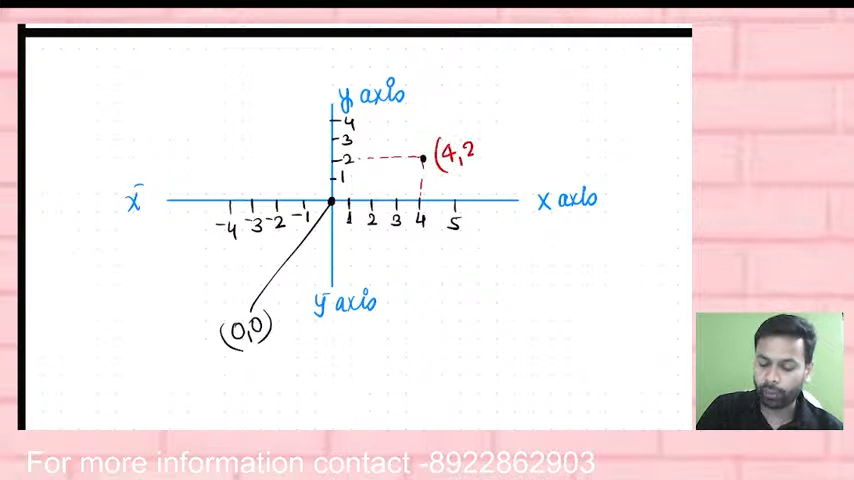 y axis
4
3
2
(4,2
1
x̄
x axis
-4 -3 -2 -1 1 2 3 4 5
ȳ axis
(0,0)
For more information contact -8922862903